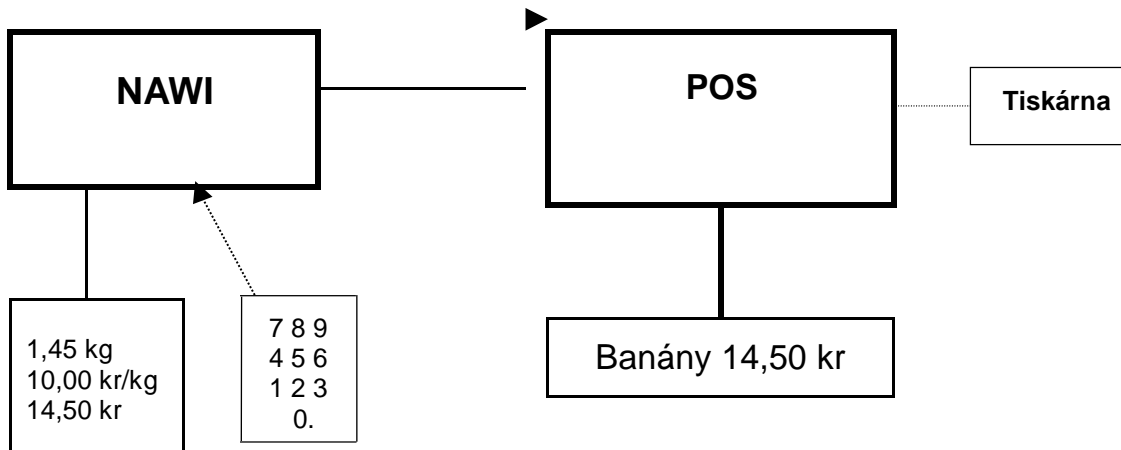 NAWI
POS
Tiskárna
1,45 kg
10,00 kr/kg
14,50 kr
7 8 9
4 5 6
1 2 3
0.
Banány 14,50 kr